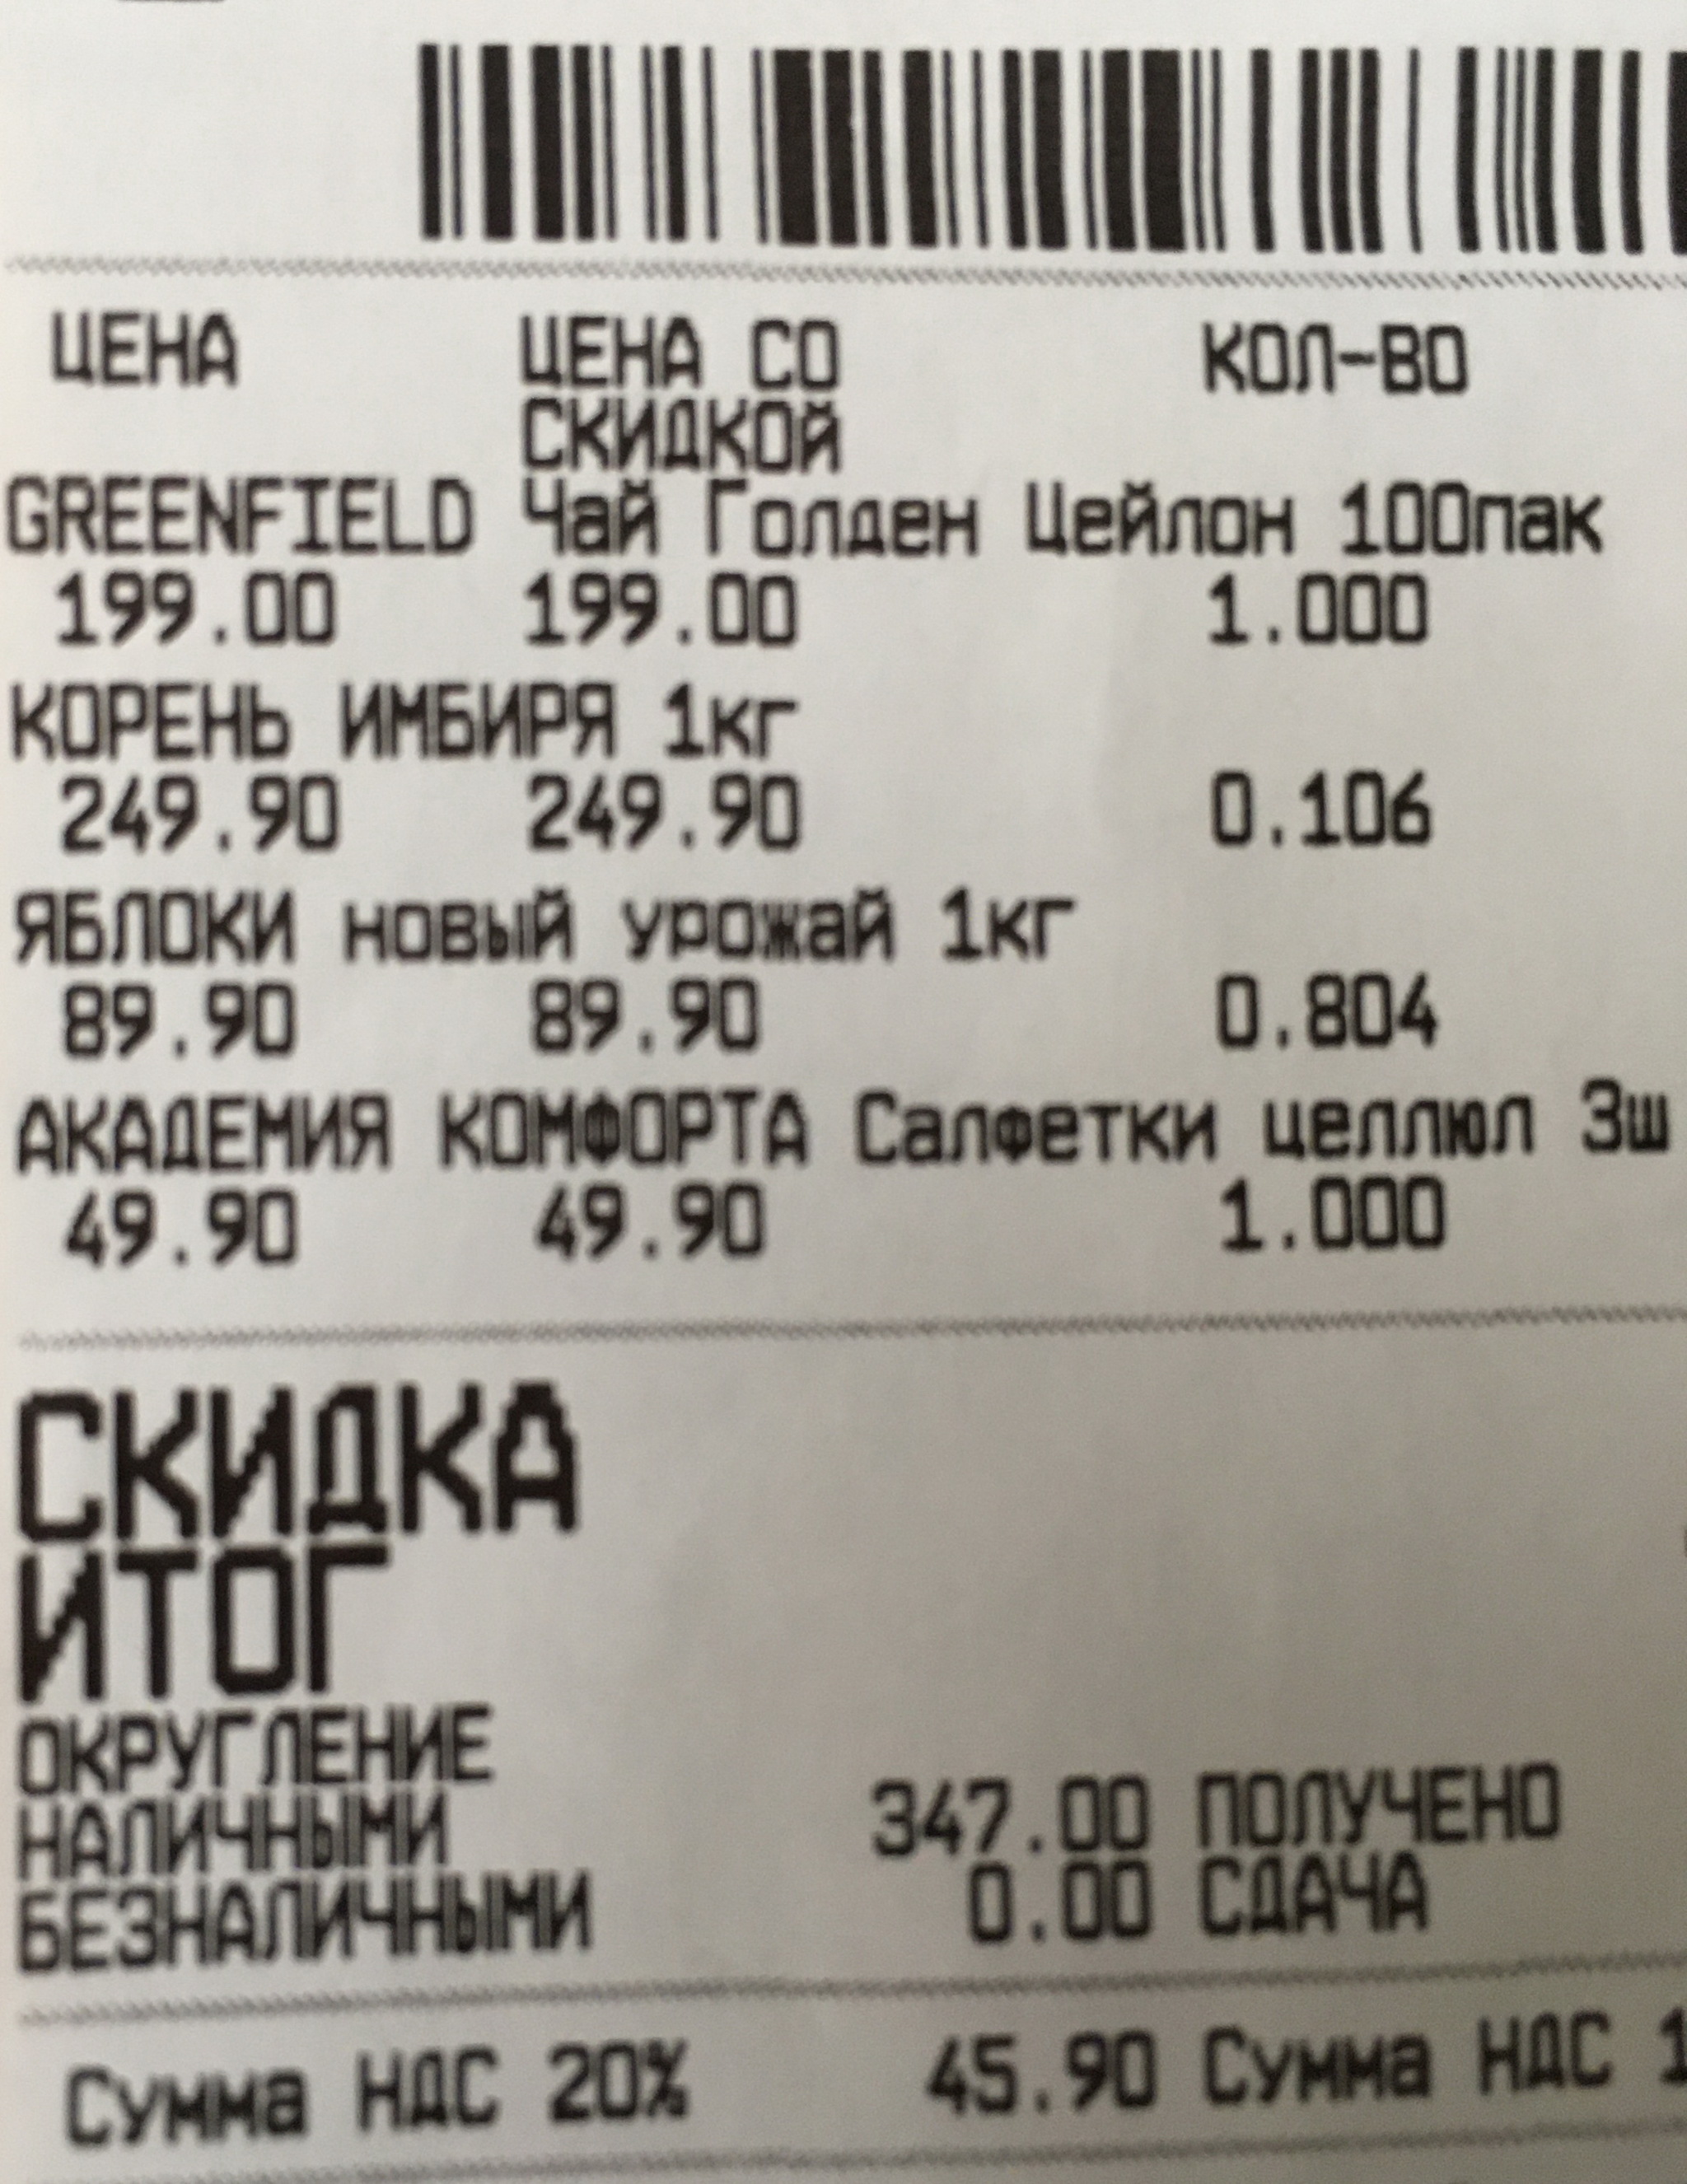 ЦЕНА ЦЕНА СО КОЛ-ВО
СКИДКОЙ
GREENFIELD Чай Голден Цейлон 100пак
199.00 199.00 1.000
КОРЕНЬ ИМБИРЯ 1кг
249.90 249.90 0.106
ЯБЛОКИ новый урожай 1кг
89.90 89.90 0.804
АКАДЕМИЯ КОМФОРТА Салфетки целлюл 3ш
49.90 49.90 1.000
СКИДКА
ИТОГ
ОКРУГЛЕНИЕ
НАЛИЧНЫМИ 347.00 ПОЛУЧЕНО
БЕЗНАЛИЧНЫМИ 0.00 СДАЧА
Сумма НДС 20% 45.90 Сумма НДС 1